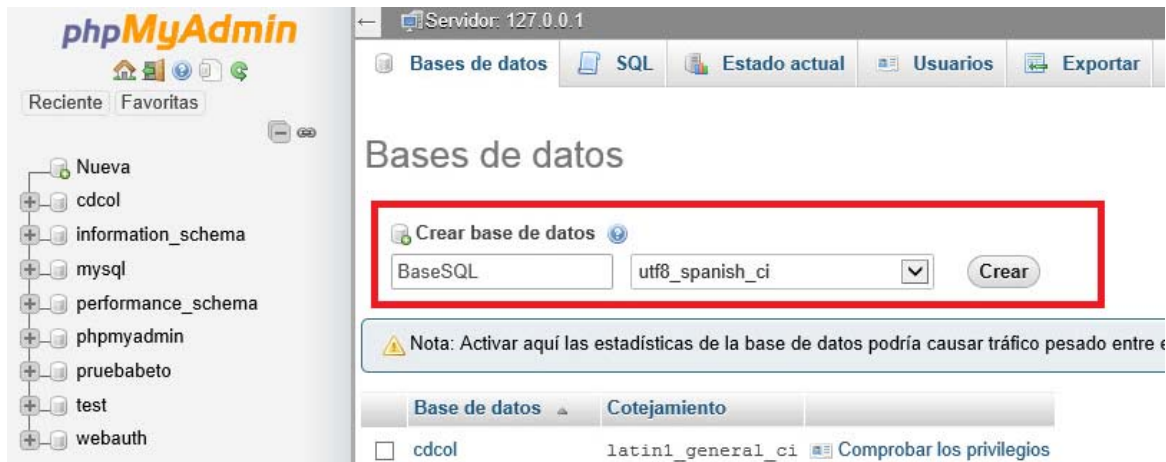 phpMyAdmin
Reciente Favoritas
Nueva
cdcol
information_schema
mysql
performance_schema
phpmyadmin
pruebabeto
test
webauth
Servidor: 127.0.0.1
Bases de datos SQL Estado actual Usuarios Exportar
Bases de datos
Crear base de datos
BaseSQL utf8_spanish_ci Crear
Nota: Activar aquí las estadísticas de la base de datos podría causar tráfico pesado entre e
Base de datos Cotejamiento
cdcol latin1_general_ci Comprobar los privilegios